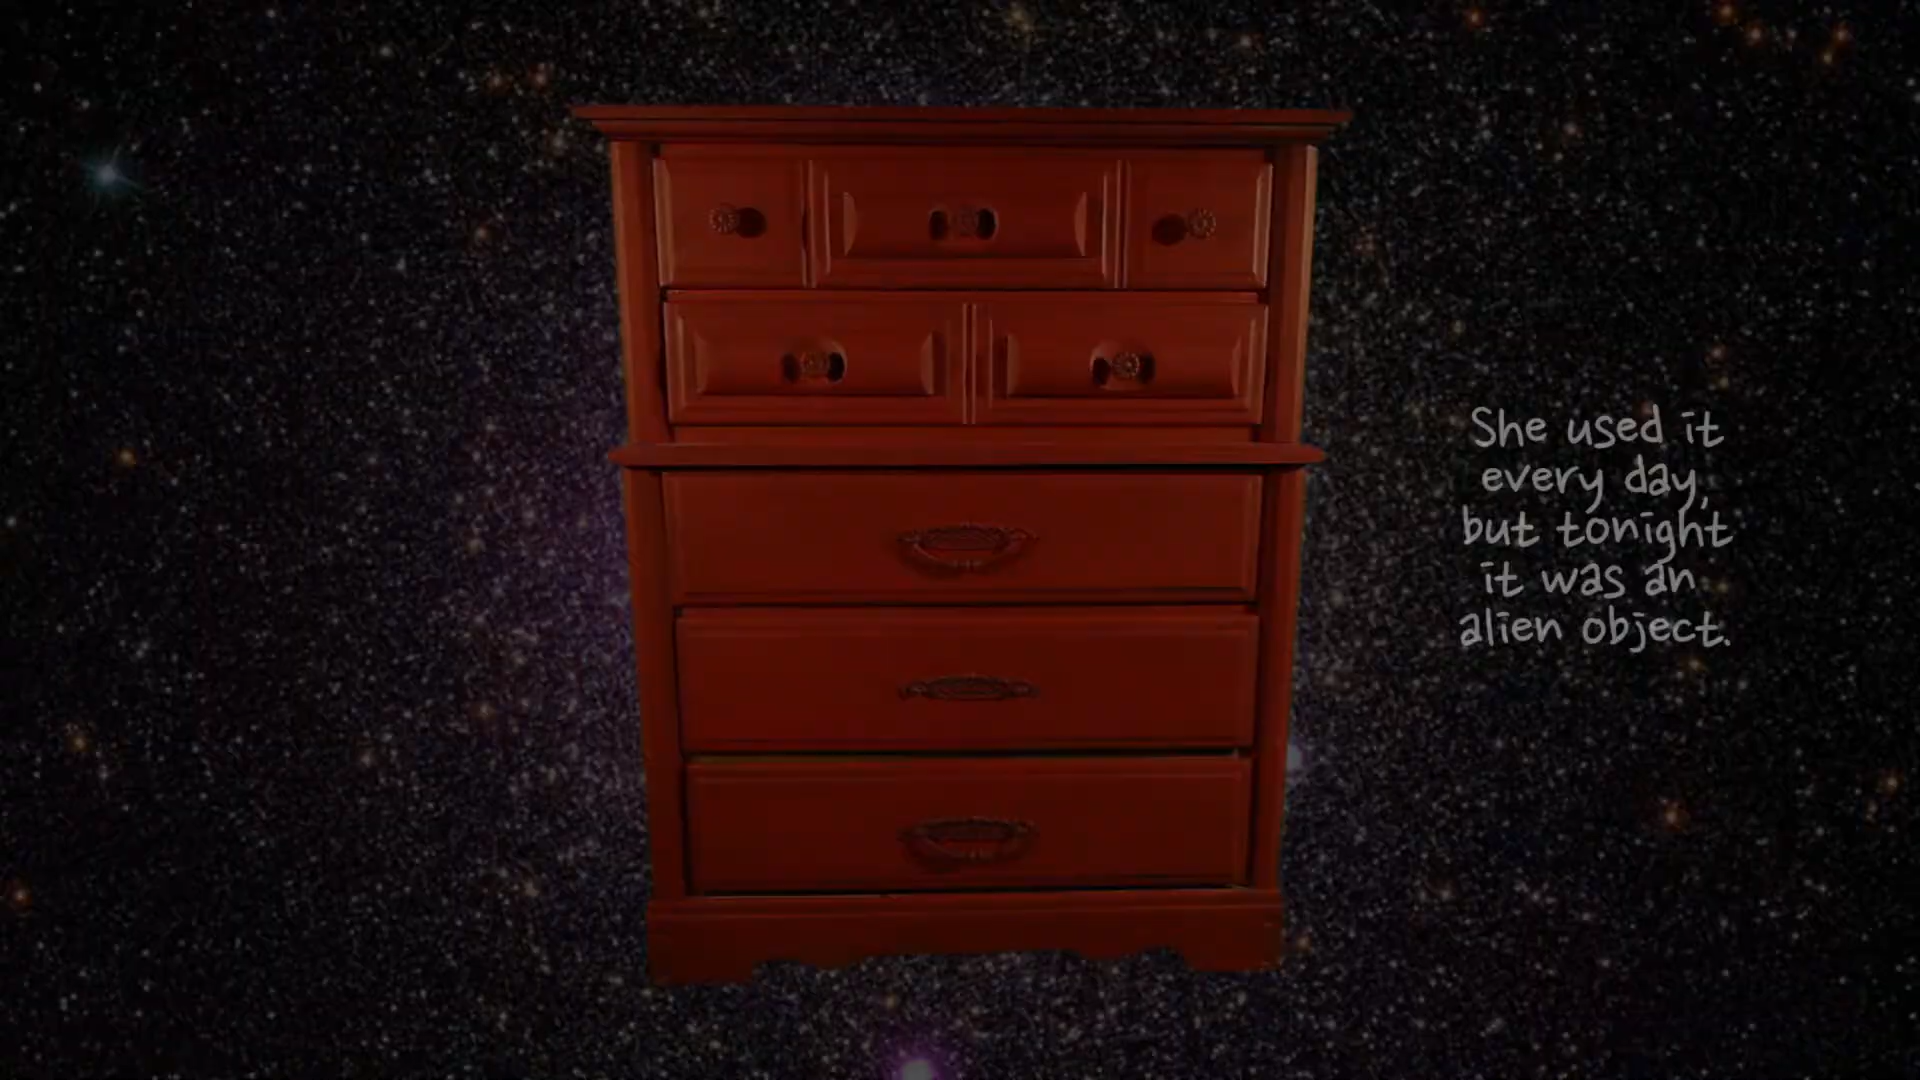 She used it
every day,
but tonight
it was an
alien object.